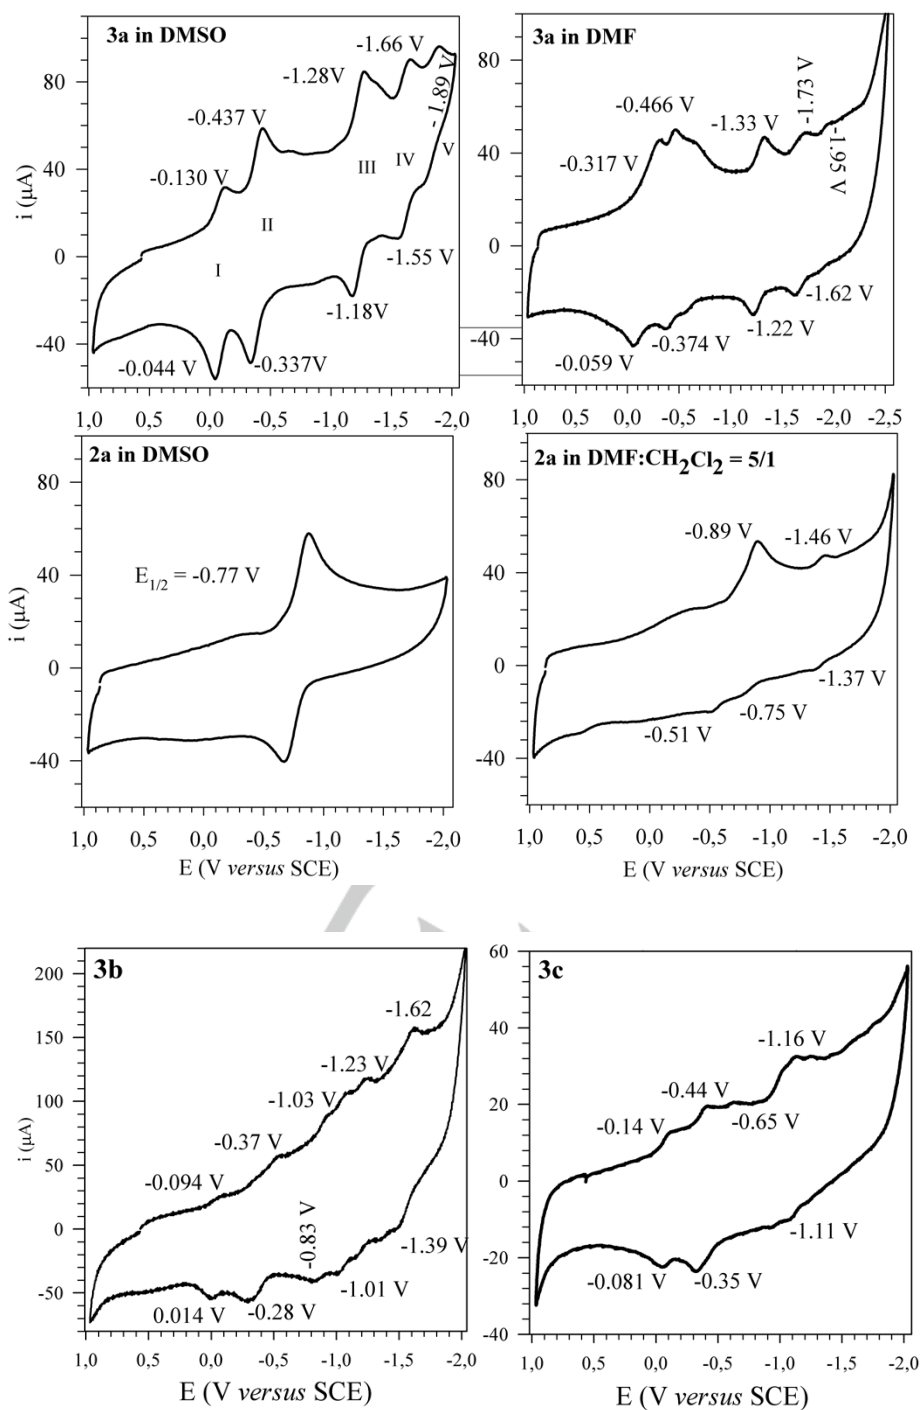 3a in DMSO
-1.66 V
-1.28V
-0.437 V
-1.89 V
-0.130 V
I
II
III
IV
V
-1.55 V
-1.18V
-0.337V
-0.044 V
80
40
0
-40
i (μA)
1,0 0,5 0,0 -0,5 -1,0 -1,5 -2,0
3a in DMF
-0.466 V
-1.33 V
-1.73 V
-0.317 V
-1.95 V
-1.62 V
-1.22 V
-0.374 V
-0.059 V
80
40
0
-40
1,0 0,5 0,0 -0,5 -1,0 -1,5 -2,0 -2,5
2a in DMSO
E1/2 = -0.77 V
80
40
0
-40
i (μA)
1,0 0,5 0,0 -0,5 -1,0 -1,5 -2,0
E (V versus SCE)
2a in DMF:CH2Cl2 = 5/1
-0.89 V
-1.46 V
-1.37 V
-0.75 V
-0.51 V
80
40
0
-40
1,0 0,5 0,0 -0,5 -1,0 -1,5 -2,0
E (V versus SCE)
3b
-1.62
-1.23 V
-1.03 V
-0.37 V
-0.094 V
-0.83 V
-1.39 V
-1.01 V
0.014 V
-0.28 V
200
150
100
50
0
-50
i (μA)
1,0 0,5 0,0 -0,5 -1,0 -1,5 -2,0
E (V versus SCE)
3c
-1.16 V
-0.44 V
-0.14 V
-0.65 V
-1.11 V
-0.081 V
-0.35 V
60
40
20
0
-20
-40
1,0 0,5 0,0 -0,5 -1,0 -1,5 -2,0
E (V versus SCE)